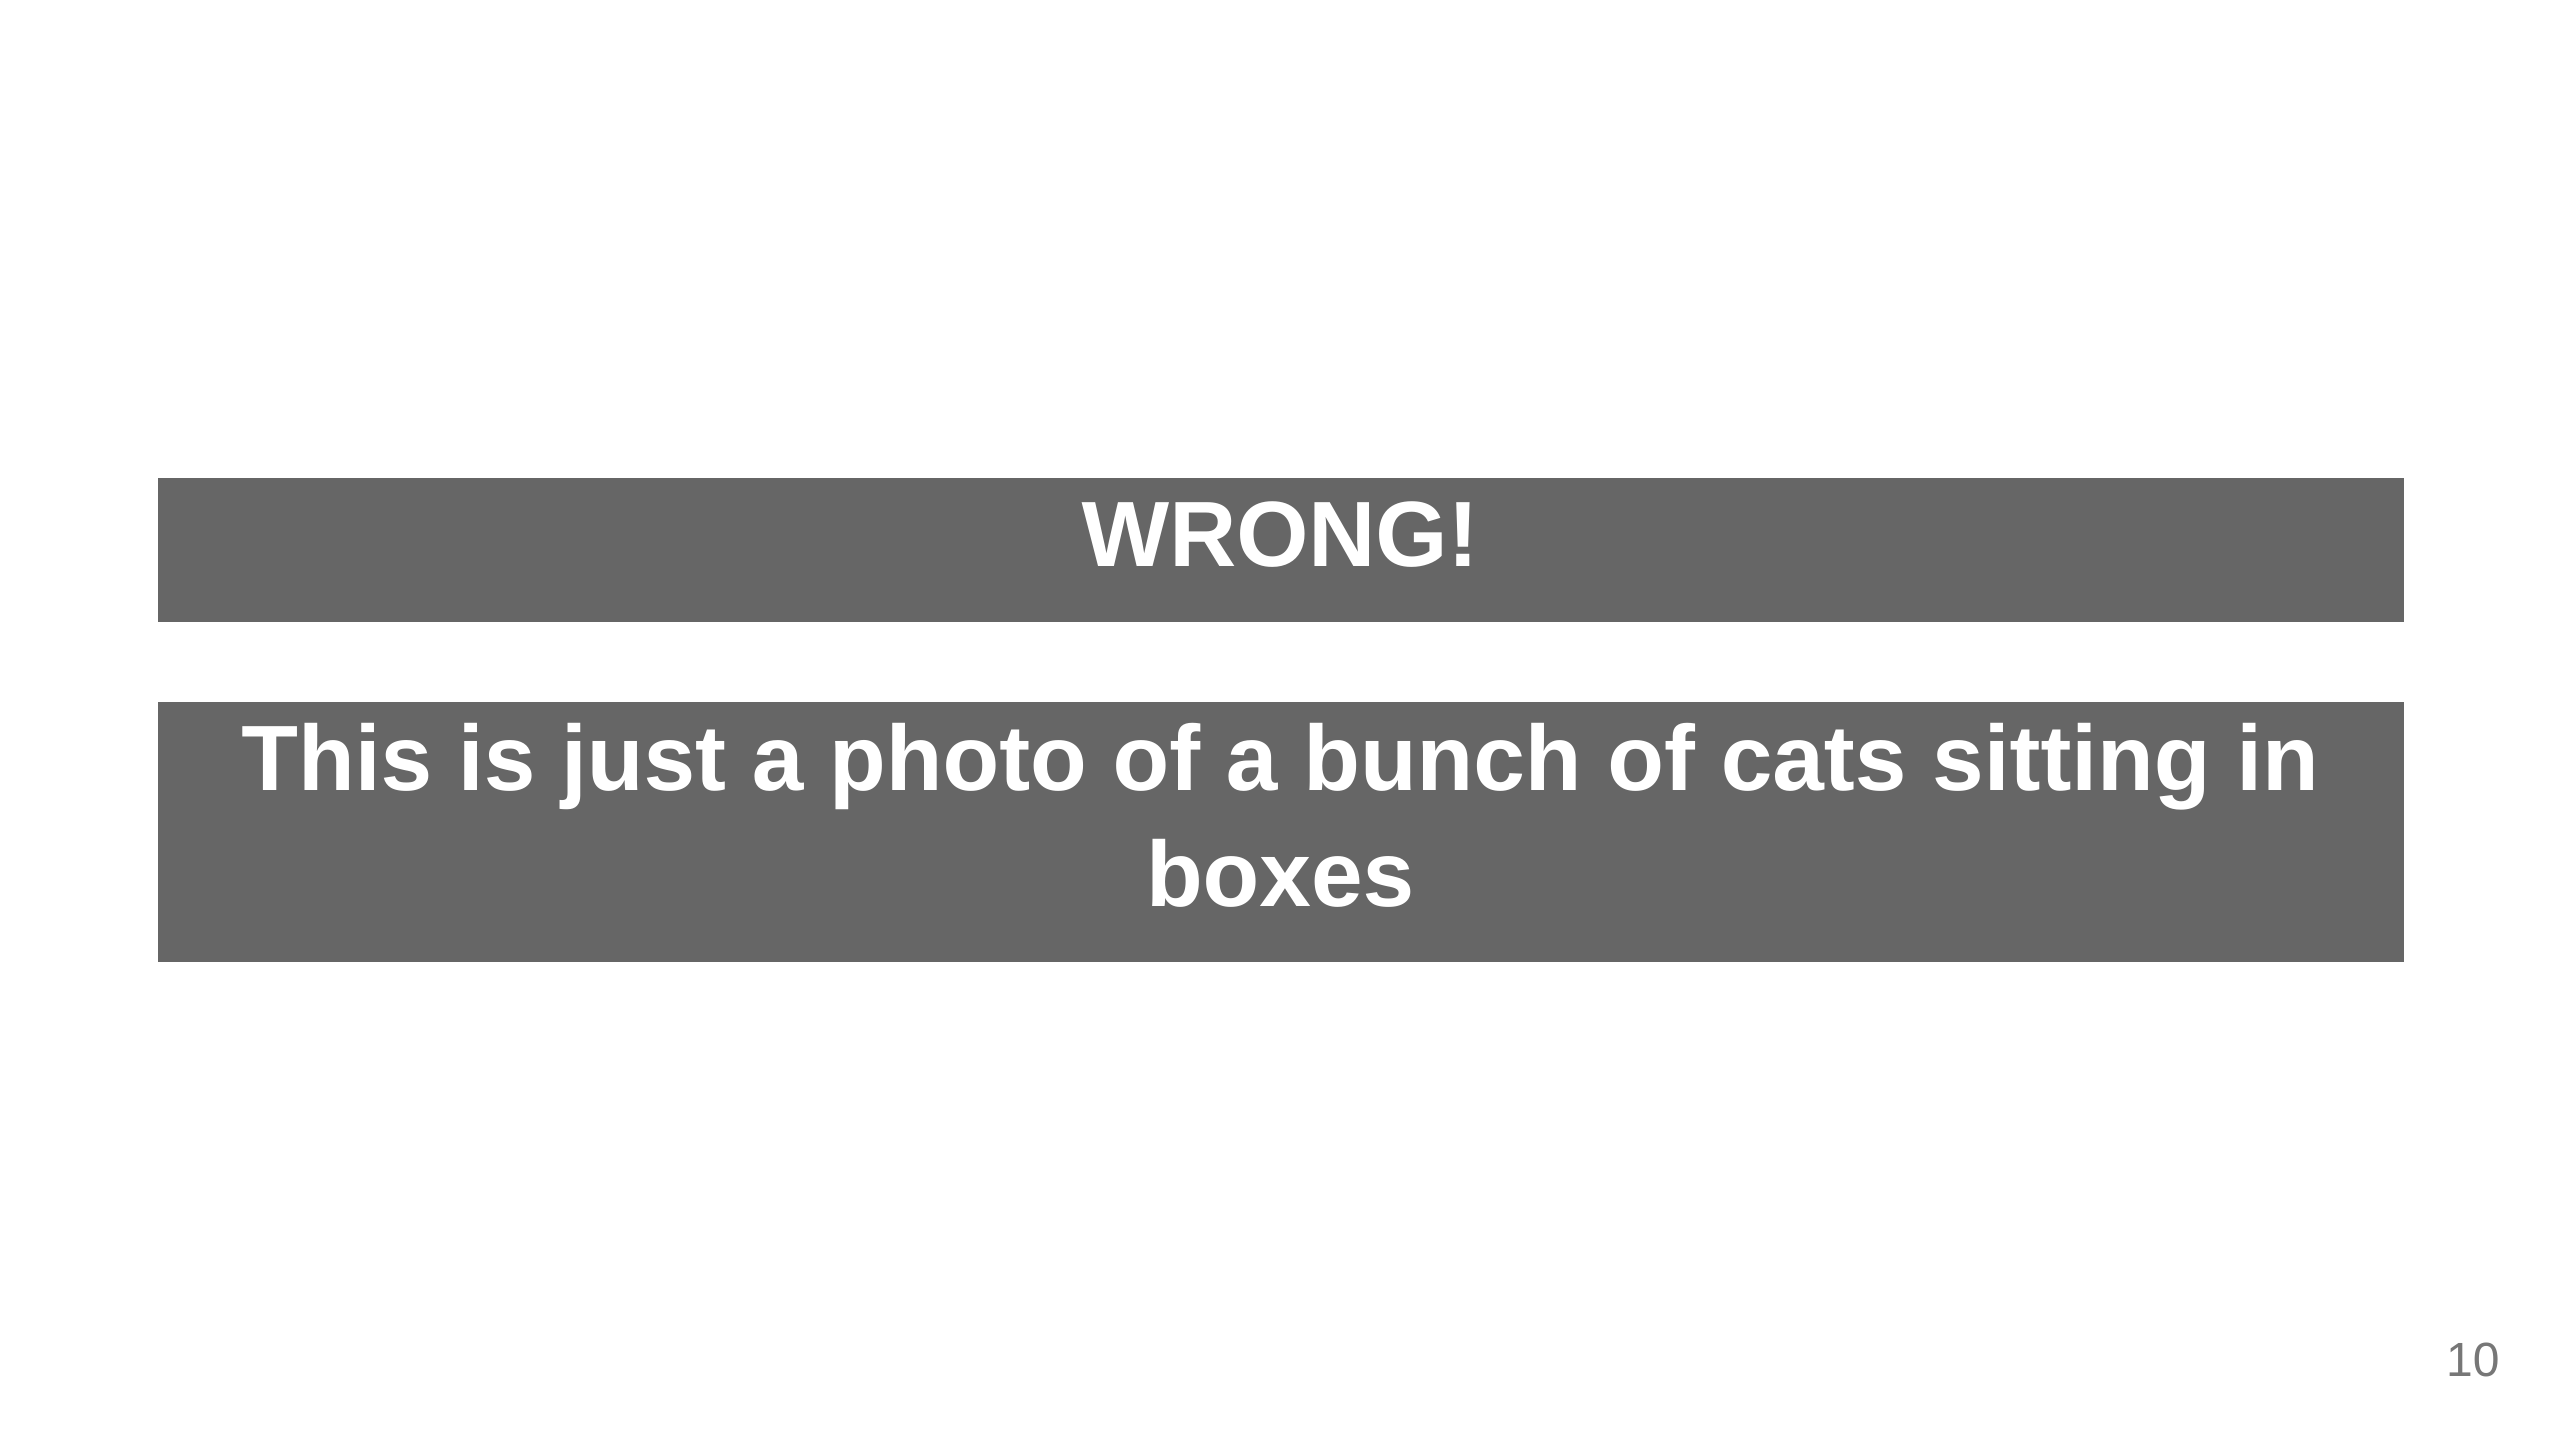 WRONG!
This is just a photo of a bunch of cats sitting in
boxes
10